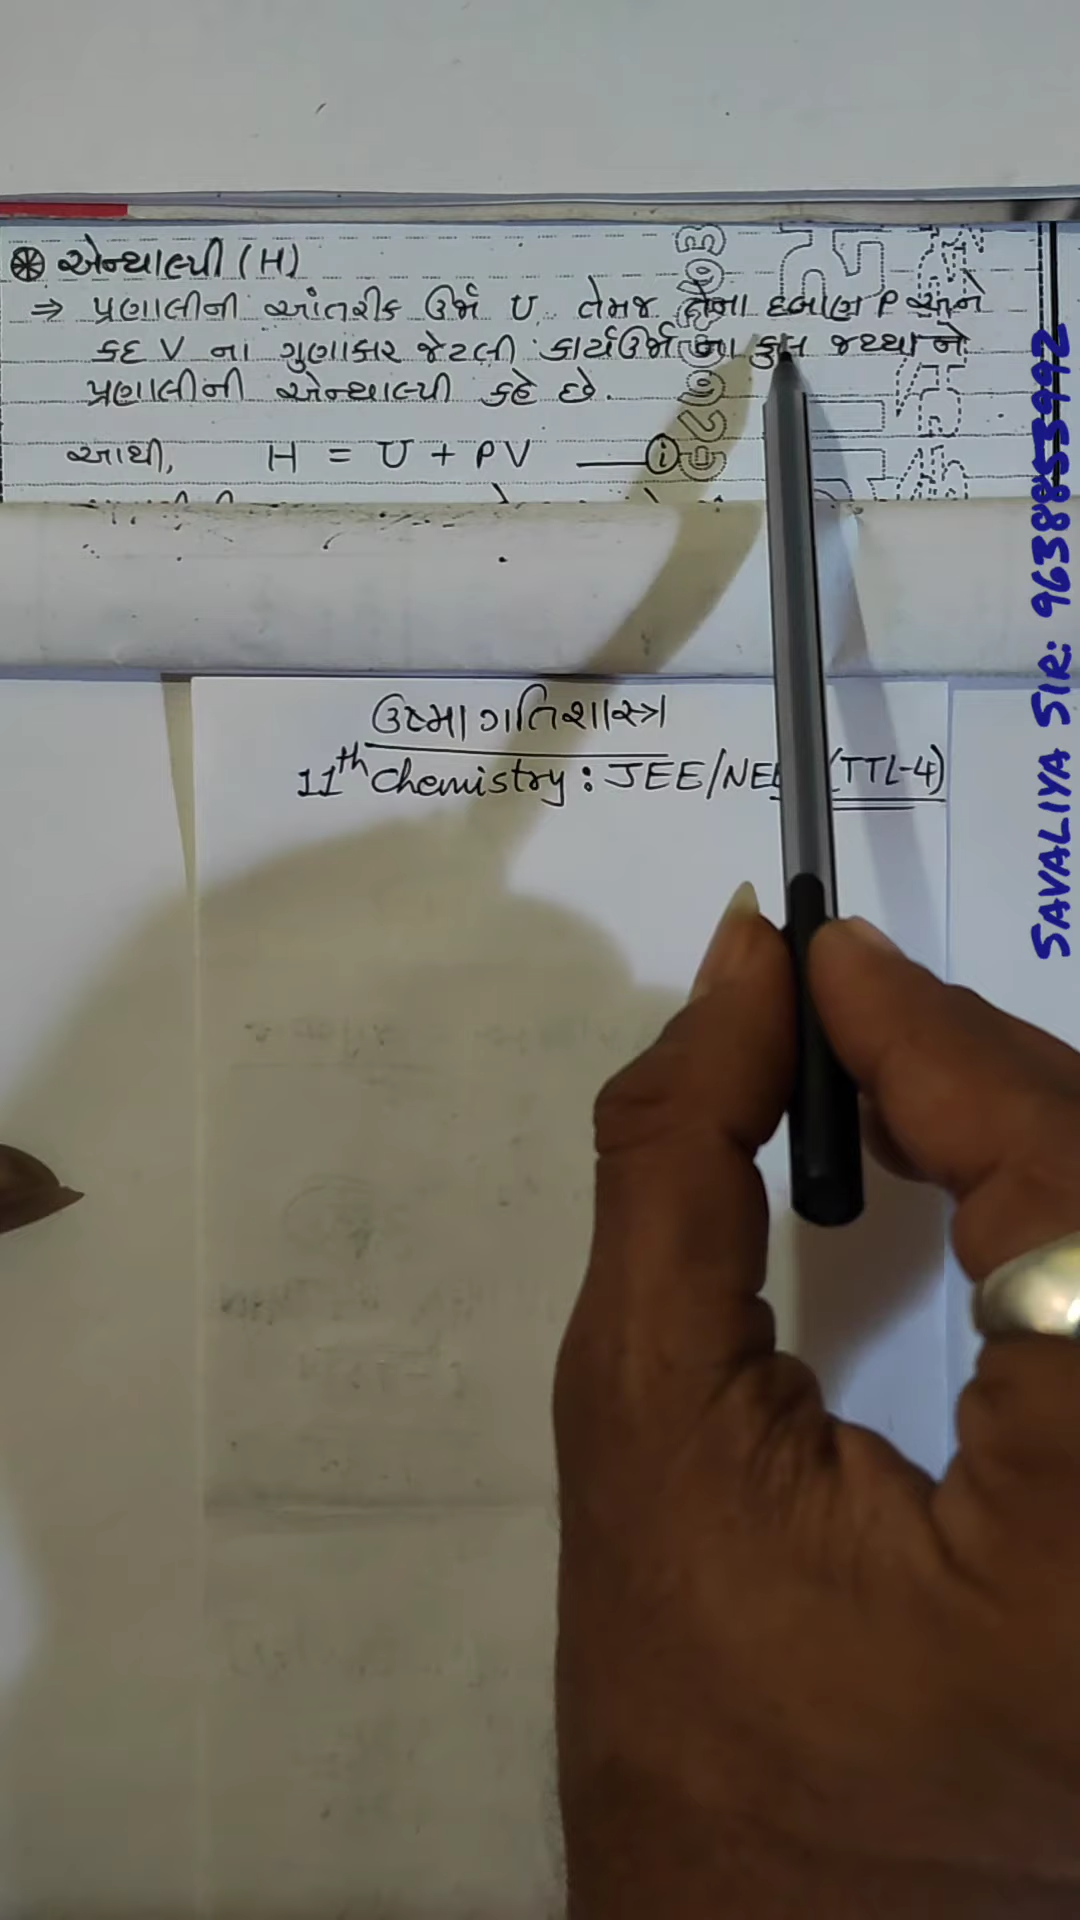 ⊛ એન્થાલ્પી (H)
⇒ પ્રણાલીની આંતરીક ઉર્જા U તેમજ તેના દબાણ P અને
કદ V ના ગુણાકાર જેટલી કાર્યઉર્જા ના કુલ જથ્થા ને
પ્રણાલીની એન્થાલ્પી કહે છે.
આથી, H = U + PV —— (i)
ઉષ્માગતિશાસ્ત્ર
11th Chemistry : JEE/ (TTL-4)
SAVALIYA SIR: 9638853992